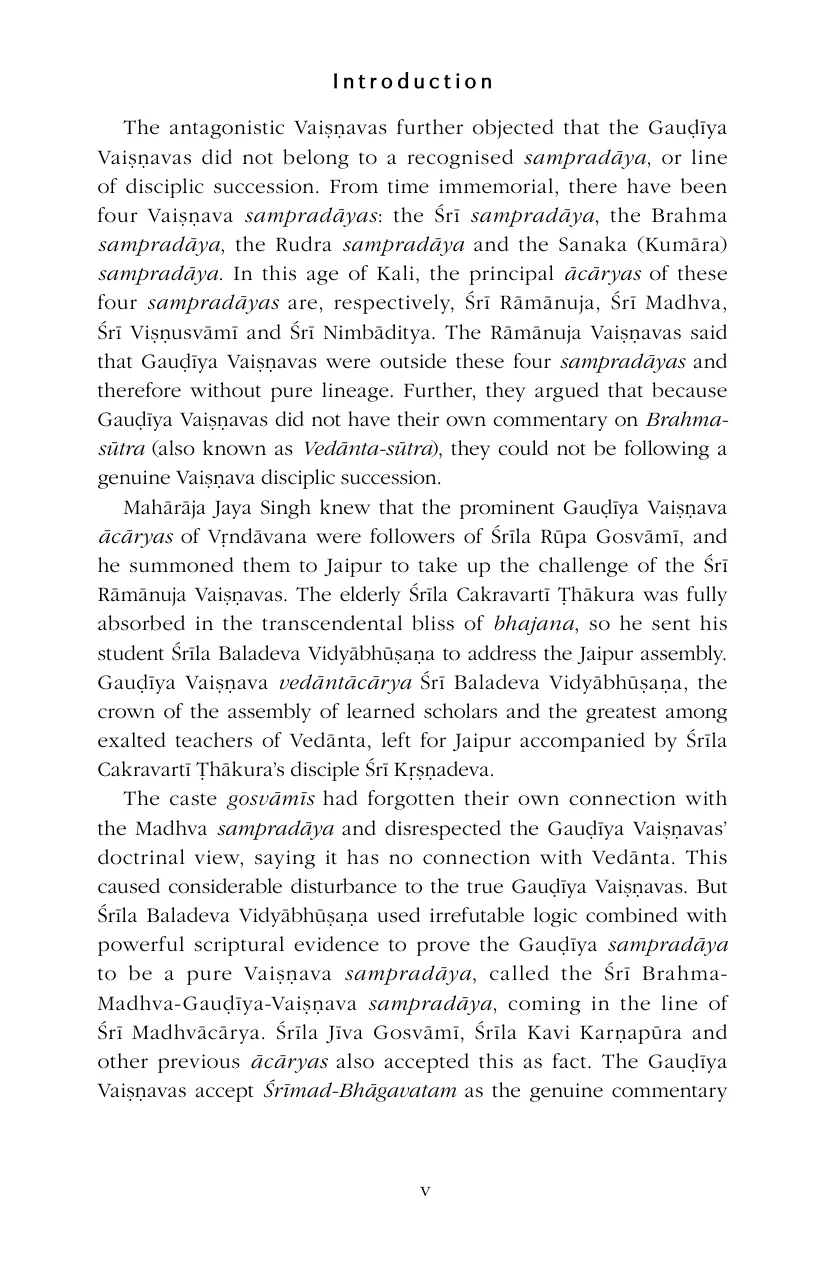 Introduction
The antagonistic Vaiṣṇavas further objected that the Gauḍīya
Vaiṣṇavas did not belong to a recognised sampradāya, or line
of disciplic succession. From time immemorial, there have been
four Vaiṣṇava sampradāyas: the Śrī sampradāya, the Brahma
sampradāya, the Rudra sampradāya and the Sanaka (Kumāra)
sampradāya. In this age of Kali, the principal ācāryas of these
four sampradāyas are, respectively, Śrī Rāmānuja, Śrī Madhva,
Śrī Viṣṇusvāmī and Śrī Nimbāditya. The Rāmānuja Vaiṣṇavas said
that Gauḍīya Vaiṣṇavas were outside these four sampradāyas and
therefore without pure lineage. Further, they argued that because
Gauḍīya Vaiṣṇavas did not have their own commentary on Brahma-
sūtra (also known as Vedānta-sūtra), they could not be following a
genuine Vaiṣṇava disciplic succession.
Mahārāja Jaya Singh knew that the prominent Gauḍīya Vaiṣṇava
ācāryas of Vṛndāvana were followers of Śrīla Rūpa Gosvāmī, and
he summoned them to Jaipur to take up the challenge of the Śrī
Rāmānuja Vaiṣṇavas. The elderly Śrīla Cakravartī Ṭhākura was fully
absorbed in the transcendental bliss of bhajana, so he sent his
student Śrīla Baladeva Vidyābhūṣaṇa to address the Jaipur assembly.
Gauḍīya Vaiṣṇava vedāntācārya Śrī Baladeva Vidyābhūṣaṇa, the
crown of the assembly of learned scholars and the greatest among
exalted teachers of Vedānta, left for Jaipur accompanied by Śrīla
Cakravartī Ṭhākura’s disciple Śrī Kṛṣṇadeva.
The caste gosvāmīs had forgotten their own connection with
the Madhva sampradāya and disrespected the Gauḍīya Vaiṣṇavas’
doctrinal view, saying it has no connection with Vedānta. This
caused considerable disturbance to the true Gauḍīya Vaiṣṇavas. But
Śrīla Baladeva Vidyābhūṣaṇa used irrefutable logic combined with
powerful scriptural evidence to prove the Gauḍīya sampradāya
to be a pure Vaiṣṇava sampradāya, called the Śrī Brahma-
Madhva-Gauḍīya-Vaiṣṇava sampradāya, coming in the line of
Śrī Madhvācārya. Śrīla Jīva Gosvāmī, Śrīla Kavi Karṇapūra and
other previous ācāryas also accepted this as fact. The Gauḍīya
Vaiṣṇavas accept Śrīmad-Bhāgavatam as the genuine commentary
v